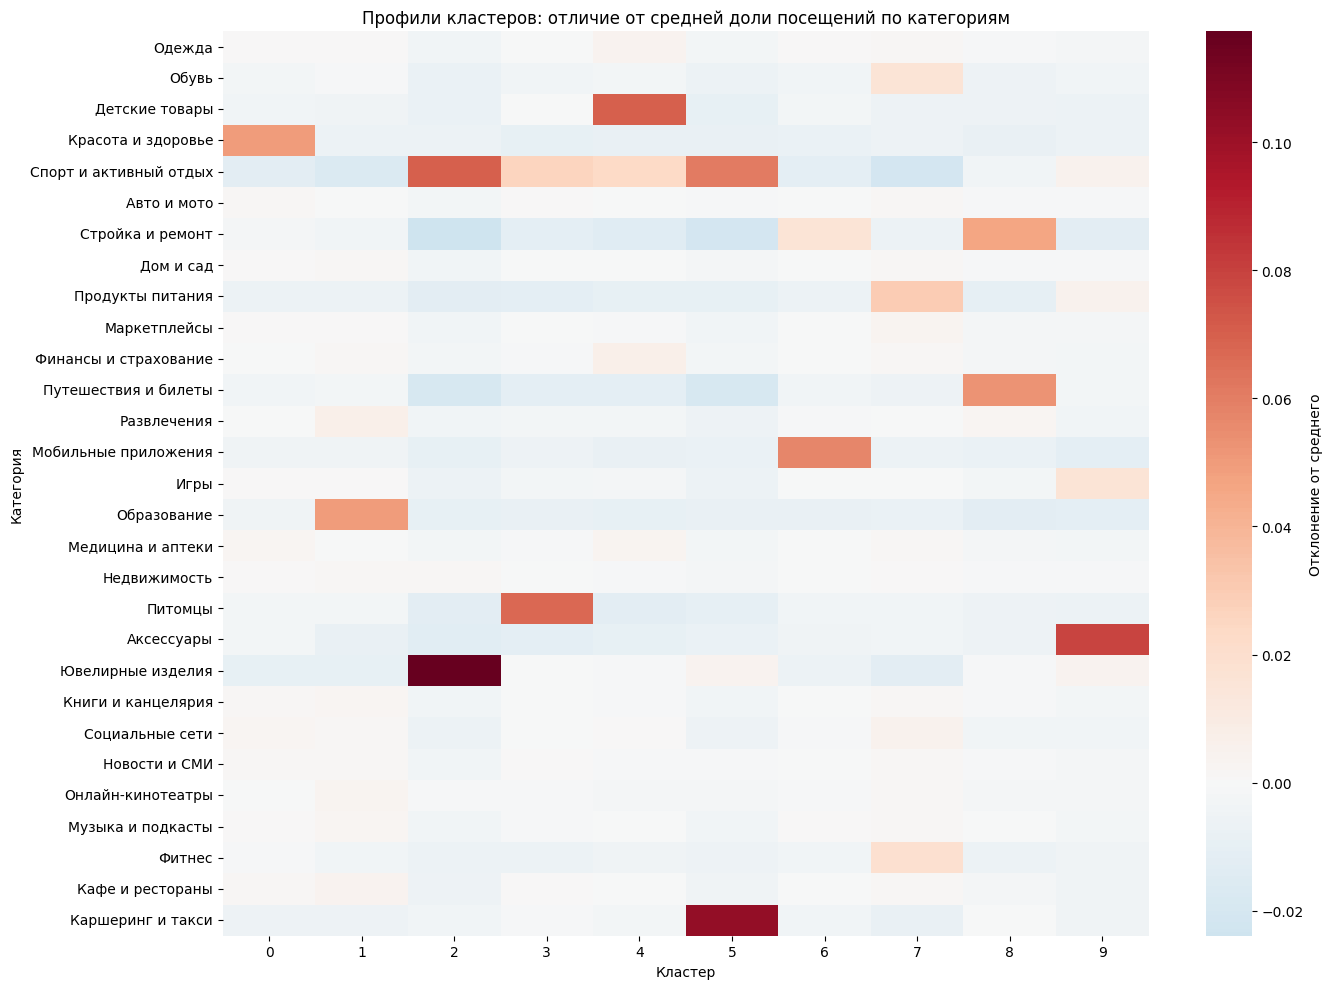 Профили кластеров: отличие от средней доли посещений по категориям
Категория
Одежда
Обувь
Детские товары
Красота и здоровье
Спорт и активный отдых
Авто и мото
Стройка и ремонт
Дом и сад
Продукты питания
Маркетплейсы
Финансы и страхование
Путешествия и билеты
Развлечения
Мобильные приложения
Игры
Образование
Медицина и аптеки
Недвижимость
Питомцы
Аксессуары
Ювелирные изделия
Книги и канцелярия
Социальные сети
Новости и СМИ
Онлайн-кинотеатры
Музыка и подкасты
Фитнес
Кафе и рестораны
Каршеринг и такси
0 1 2 3 4 5 6 7 8 9
Кластер
0.10
0.08
0.06
0.04
0.02
0.00
−0.02
Отклонение от среднего